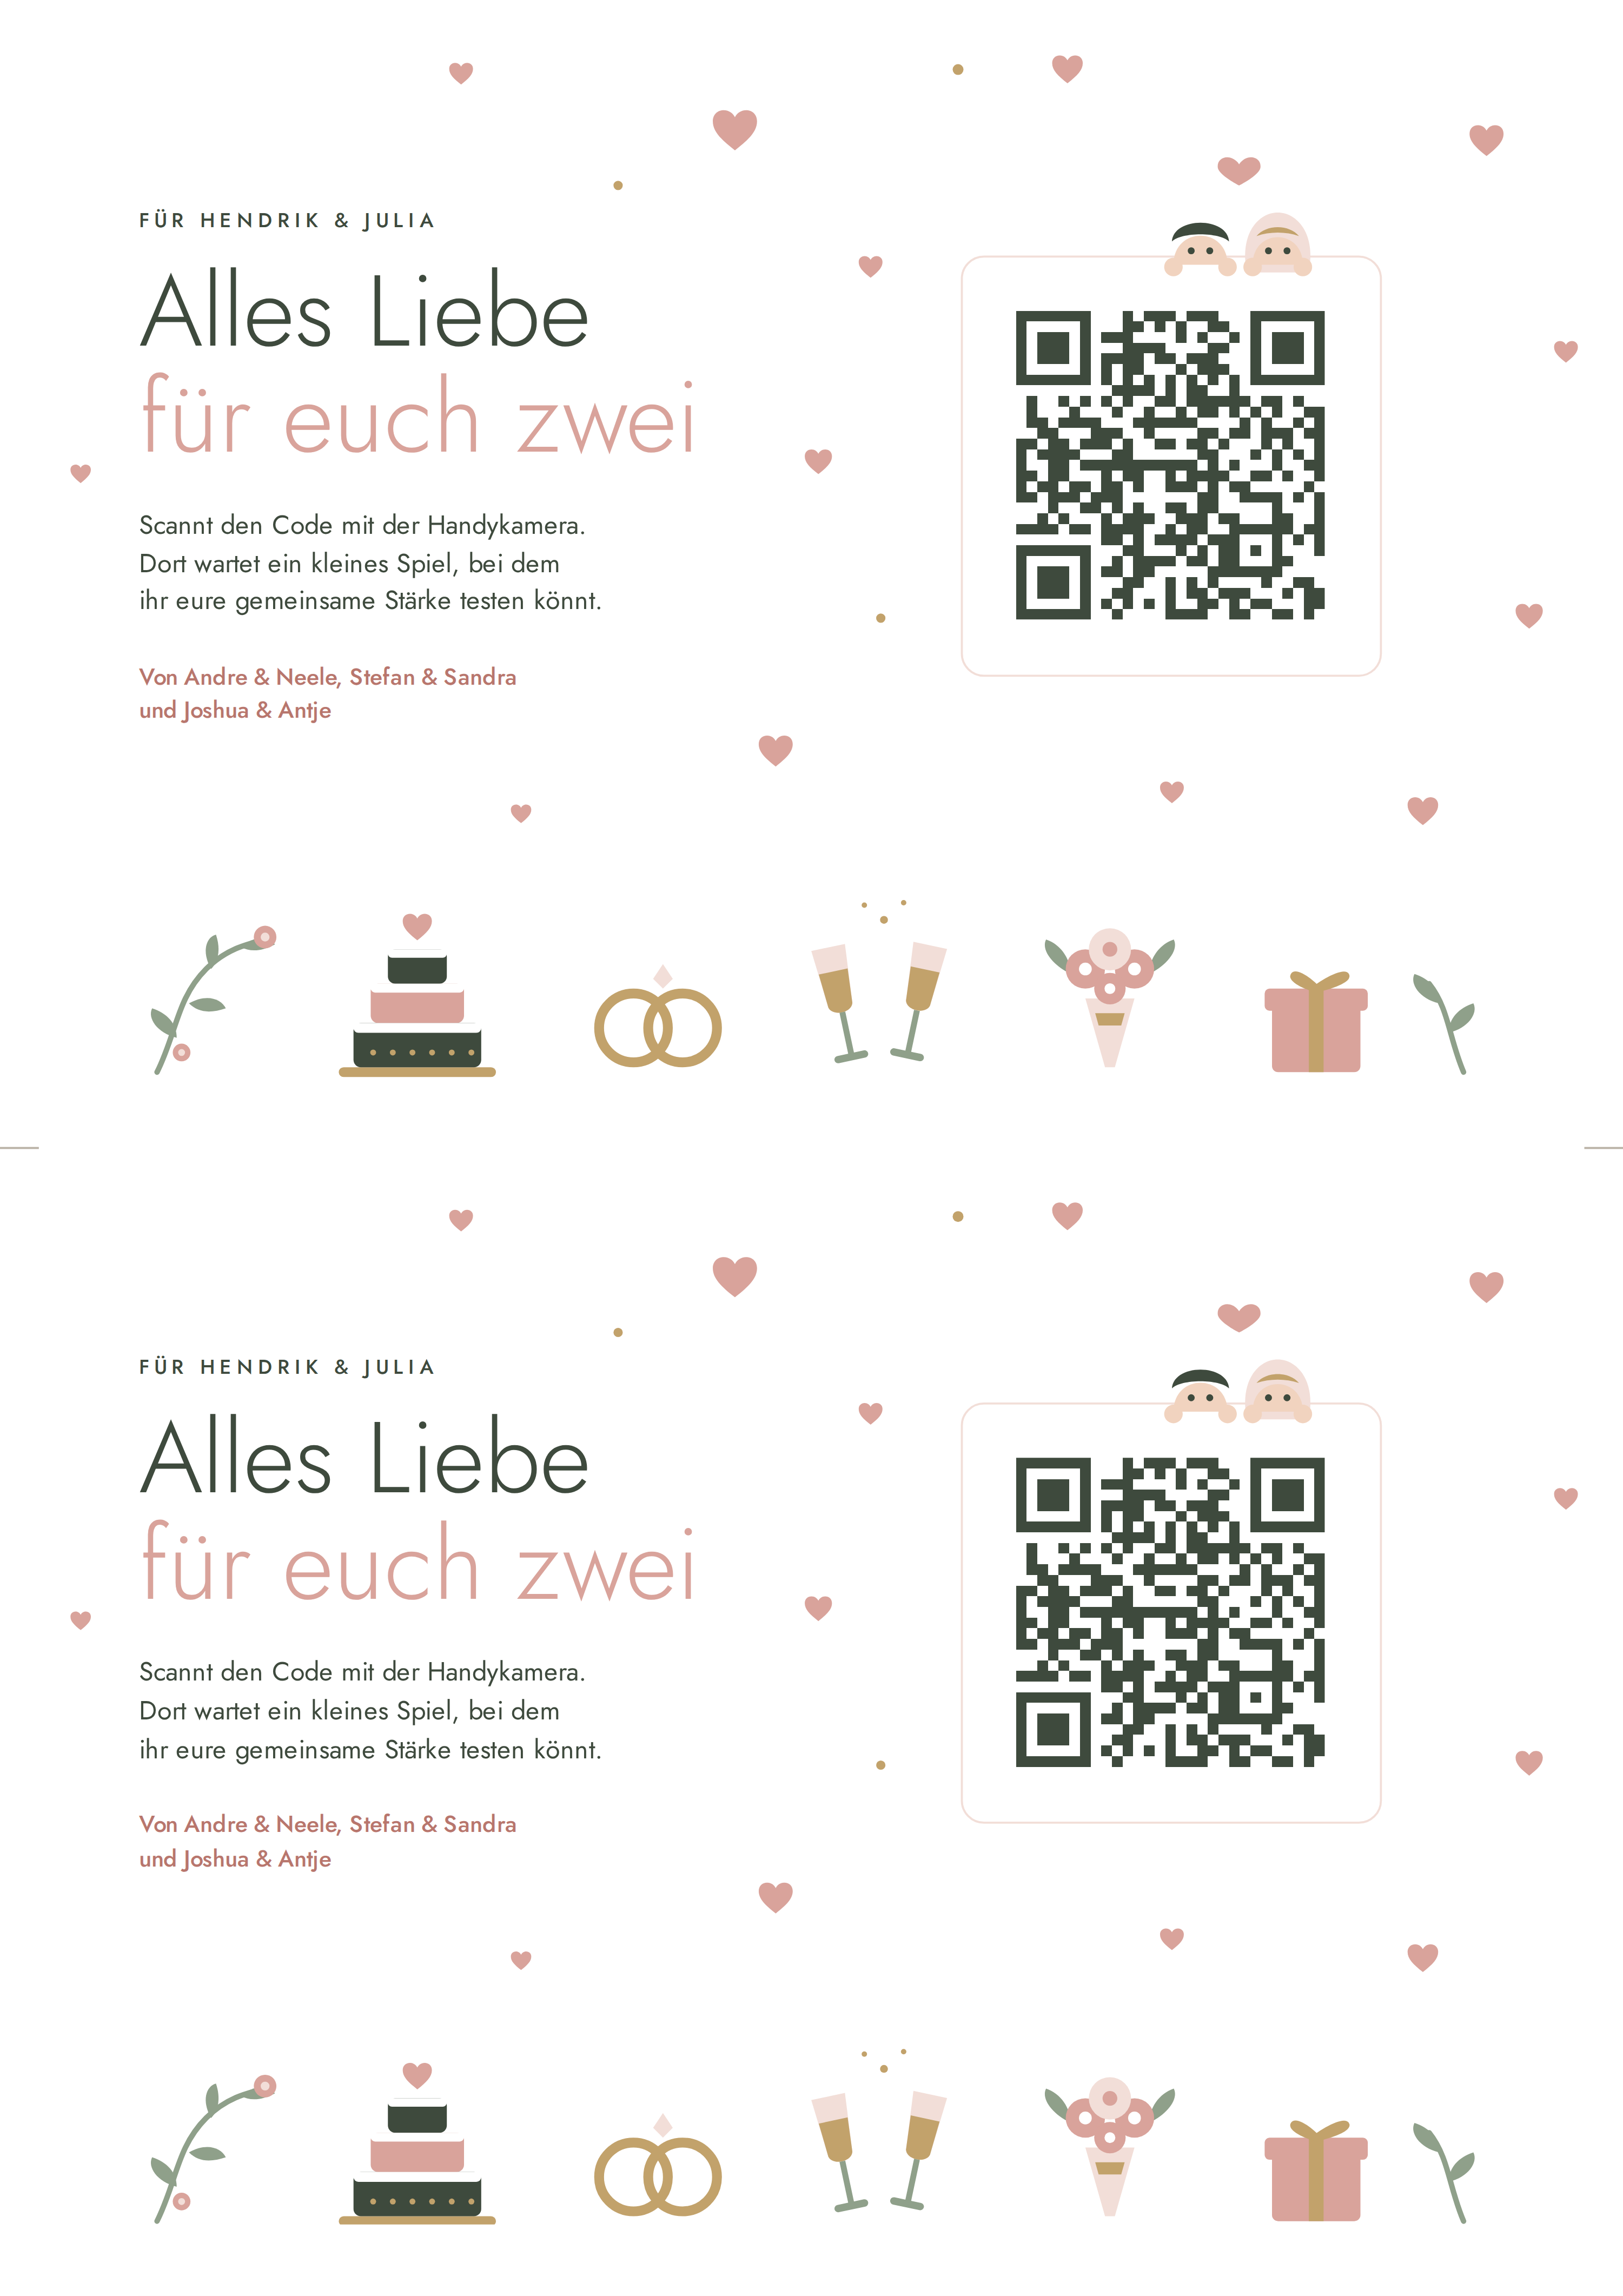 FÜR HENDRIK & JULIA
Alles Liebe
für euch zwei
Scannt den Code mit der Handykamera.
Dort wartet ein kleines Spiel, bei dem
ihr eure gemeinsame Stärke testen könnt.
Von Andre & Neele, Stefan & Sandra
und Joshua & Antje
FÜR HENDRIK & JULIA
Alles Liebe
für euch zwei
Scannt den Code mit der Handykamera.
Dort wartet ein kleines Spiel, bei dem
ihr eure gemeinsame Stärke testen könnt.
Von Andre & Neele, Stefan & Sandra
und Joshua & Antje